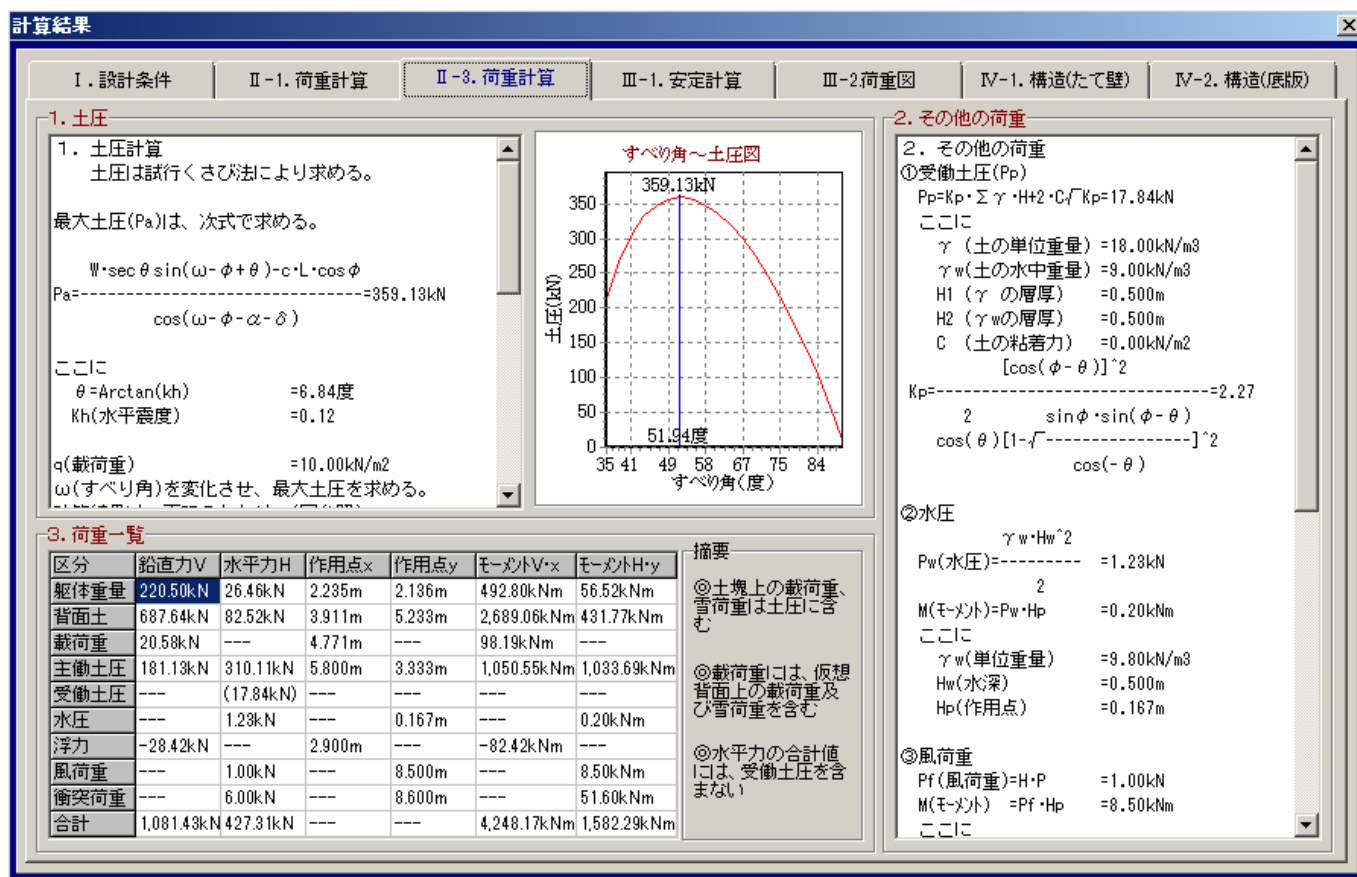 計算結果
Ⅰ.設計条件
Ⅱ-1.荷重計算
Ⅱ-3.荷重計算
Ⅲ-1.安定計算
Ⅲ-2.荷重図
Ⅳ-1.構造(たて壁)
Ⅳ-2.構造(底版)
1.土圧
1. 土圧計算
土圧は試行くさび法により求める。
最大土圧(Pa)は、次式で求める。
W・secθsin(ω-φ+θ)-c・L・cosφ
Pa=--------------------------------=359.13kN
cos(ω-φ-α-δ)
ここに
θ=Arctan(kh) =6.84度
Kh(水平震度) =0.12
q(載荷重) =10.00kN/m2
ω(すべり角)を変化させ、最大土圧を求める。
すべり角~土圧図
359.13kN
土圧(kN)
350
300
250
200
150
100
50
0
51.94度
35 41 49 58 67 75 84
すべり角(度)
2.その他の荷重
2. その他の荷重
①受働土圧(Pp)
Pp=Kp・Σγ・H+2・C√Kp=17.84kN
ここに
γ (土の単位重量) =18.00kN/m3
γw(土の水中重量) =9.00kN/m3
H1 (γ の層厚) =0.500m
H2 (γwの層厚) =0.500m
C (土の粘着力) =0.00kN/m2
[cos(φ-θ)]^2
Kp=-------------------------------=2.27
2 sinφ・sin(φ-θ)
cos(θ)[1-√-----------------]^2
cos(-θ)
②水圧
γw・Hw^2
Pw(水圧)=--------- =1.23kN
2
M(モーメント)=Pw・Hp =0.20kNm
ここに
γw(単位重量) =9.80kN/m3
Hw(水深) =0.500m
Hp(作用点) =0.167m
③風荷重
Pf(風荷重)=H・P =1.00kN
M(モーメント) =Pf・Hp =8.50kNm
ここに
3.荷重一覧
区分 鉛直力V 水平力H 作用点x 作用点y モーメントV・x モーメントH・y
躯体重量 220.50kN 26.46kN 2.235m 2.136m 492.80kNm 56.52kNm
背面土 687.64kN 82.52kN 3.911m 5.233m 2,689.06kNm 431.77kNm
載荷重 20.58kN --- 4.771m --- 98.19kNm ---
主働土圧 181.13kN 310.11kN 5.800m 3.333m 1,050.55kNm 1,033.69kNm
受働土圧 --- (17.84kN) --- --- --- ---
水圧 --- 1.23kN --- 0.167m --- 0.20kNm
浮力 -28.42kN --- 2.900m --- -82.42kNm ---
風荷重 --- 1.00kN --- 8.500m --- 8.50kNm
衝突荷重 --- 6.00kN --- 8.600m --- 51.60kNm
合計 1,081.43kN 427.31kN --- --- 4,248.17kNm 1,582.29kNm
摘要
◎土塊上の載荷重、
雪荷重は土圧に含
む
◎載荷重には、仮想
背面上の載荷重及
び雪荷重を含む
◎水平力の合計値
には、受働土圧を含
まない